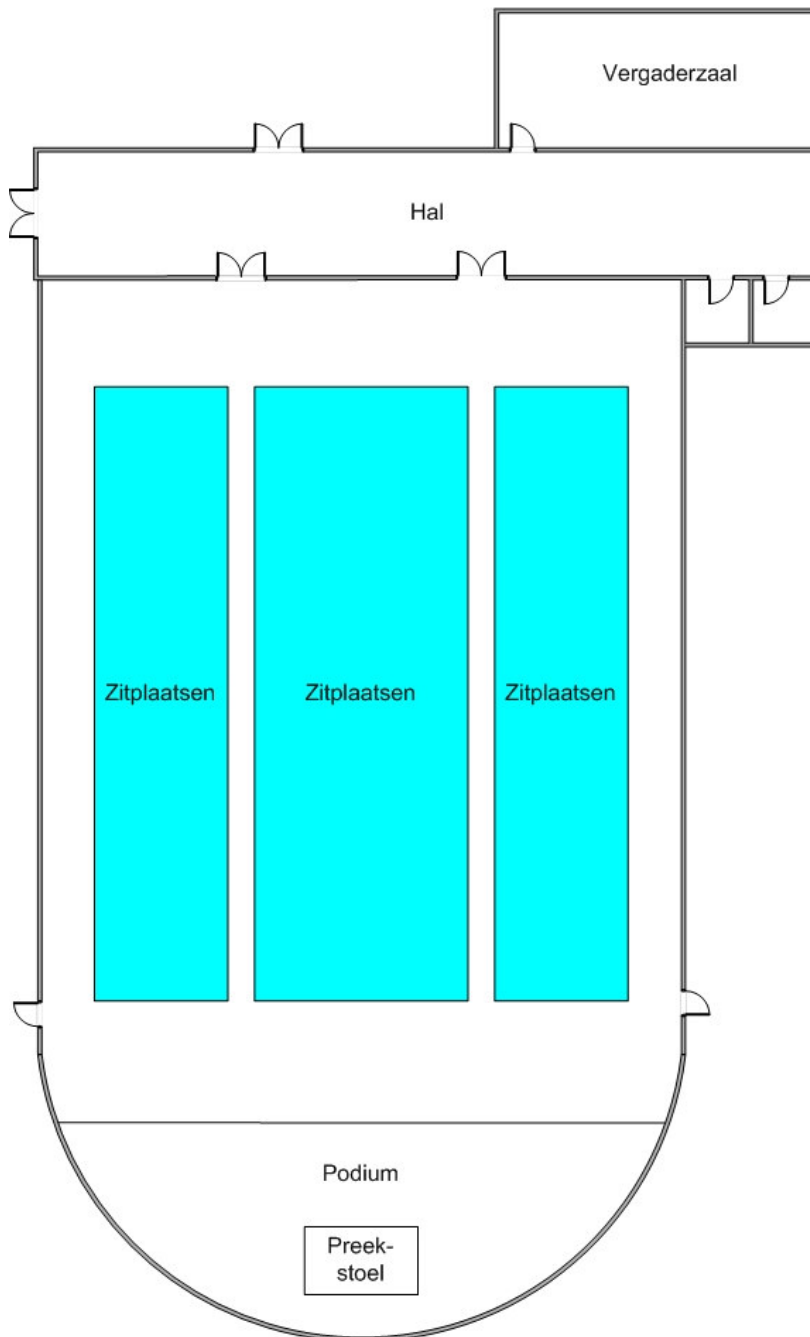 Vergaderzaal
Hal
Zitplaatsen
Zitplaatsen
Zitplaatsen
Podium
Preek-
stoel